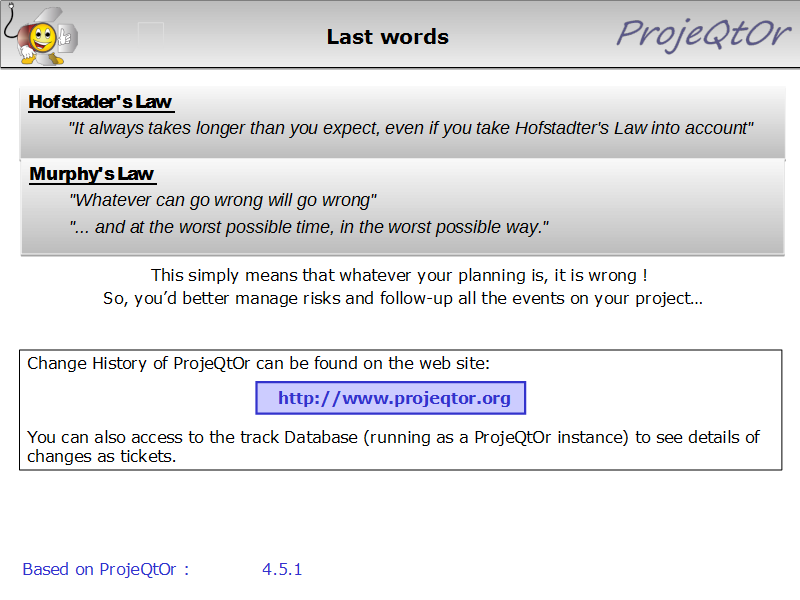 Last words
ProjeQtOr
Hofstader's Law
"It always takes longer than you expect, even if you take Hofstadter's Law into account"
Murphy's Law
"Whatever can go wrong will go wrong"
"... and at the worst possible time, in the worst possible way."
This simply means that whatever your planning is, it is wrong !
So, you’d better manage risks and follow-up all the events on your project…
Change History of ProjeQtOr can be found on the web site:
http://www.projeqtor.org
You can also access to the track Database (running as a ProjeQtOr instance) to see details of
changes as tickets.
Based on ProjeQtOr : 4.5.1